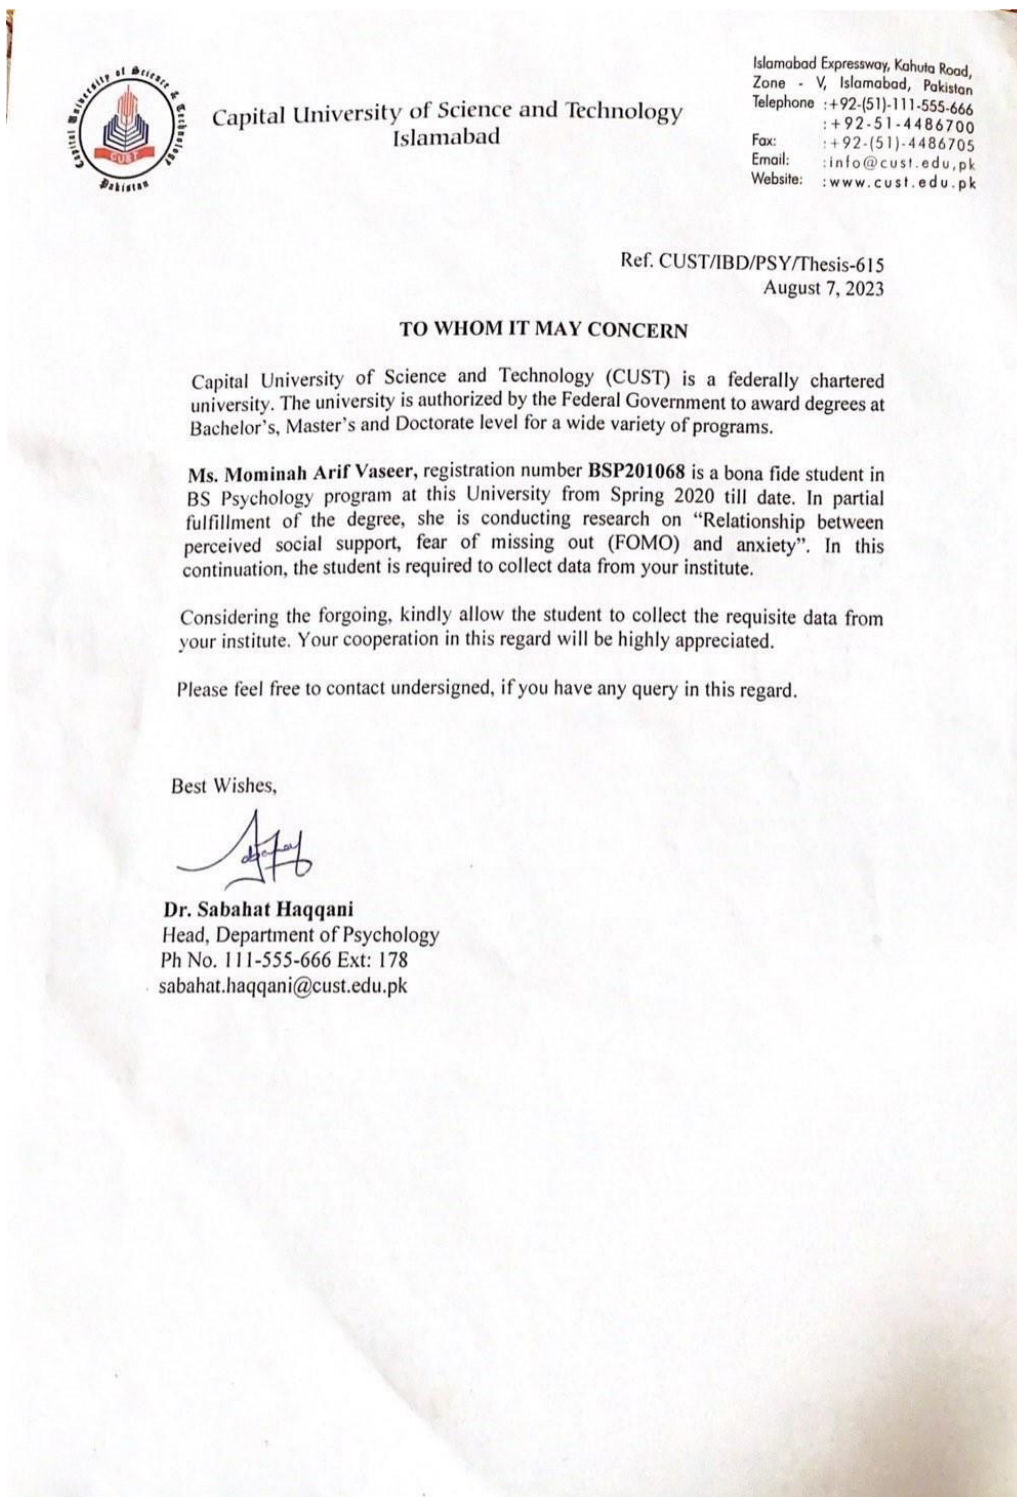 Capital University of Science & Technology
CUST
Pakistan
Capital University of Science and Technology
Islamabad
Islamabad Expressway, Kahuta Road,
Zone - V, Islamabad, Pakistan
Telephone :+92-(51)-111-555-666
:+92-51-4486700
Fax: :+92-(51)-4486705
Email: :info@cust.edu,pk
Website: :www.cust.edu.pk
Ref. CUST/IBD/PSY/Thesis-615
August 7, 2023
TO WHOM IT MAY CONCERN
Capital University of Science and Technology (CUST) is a federally chartered
university. The university is authorized by the Federal Government to award degrees at
Bachelor's, Master's and Doctorate level for a wide variety of programs.
Ms. Mominah Arif Vaseer, registration number BSP201068 is a bona fide student in
BS Psychology program at this University from Spring 2020 till date. In partial
fulfillment of the degree, she is conducting research on “Relationship between
perceived social support, fear of missing out (FOMO) and anxiety”. In this
continuation, the student is required to collect data from your institute.
Considering the forgoing, kindly allow the student to collect the requisite data from
your institute. Your cooperation in this regard will be highly appreciated.
Please feel free to contact undersigned, if you have any query in this regard.
Best Wishes,
Dr. Sabahat Haqqani
Head, Department of Psychology
Ph No. 111-555-666 Ext: 178
sabahat.haqqani@cust.edu.pk